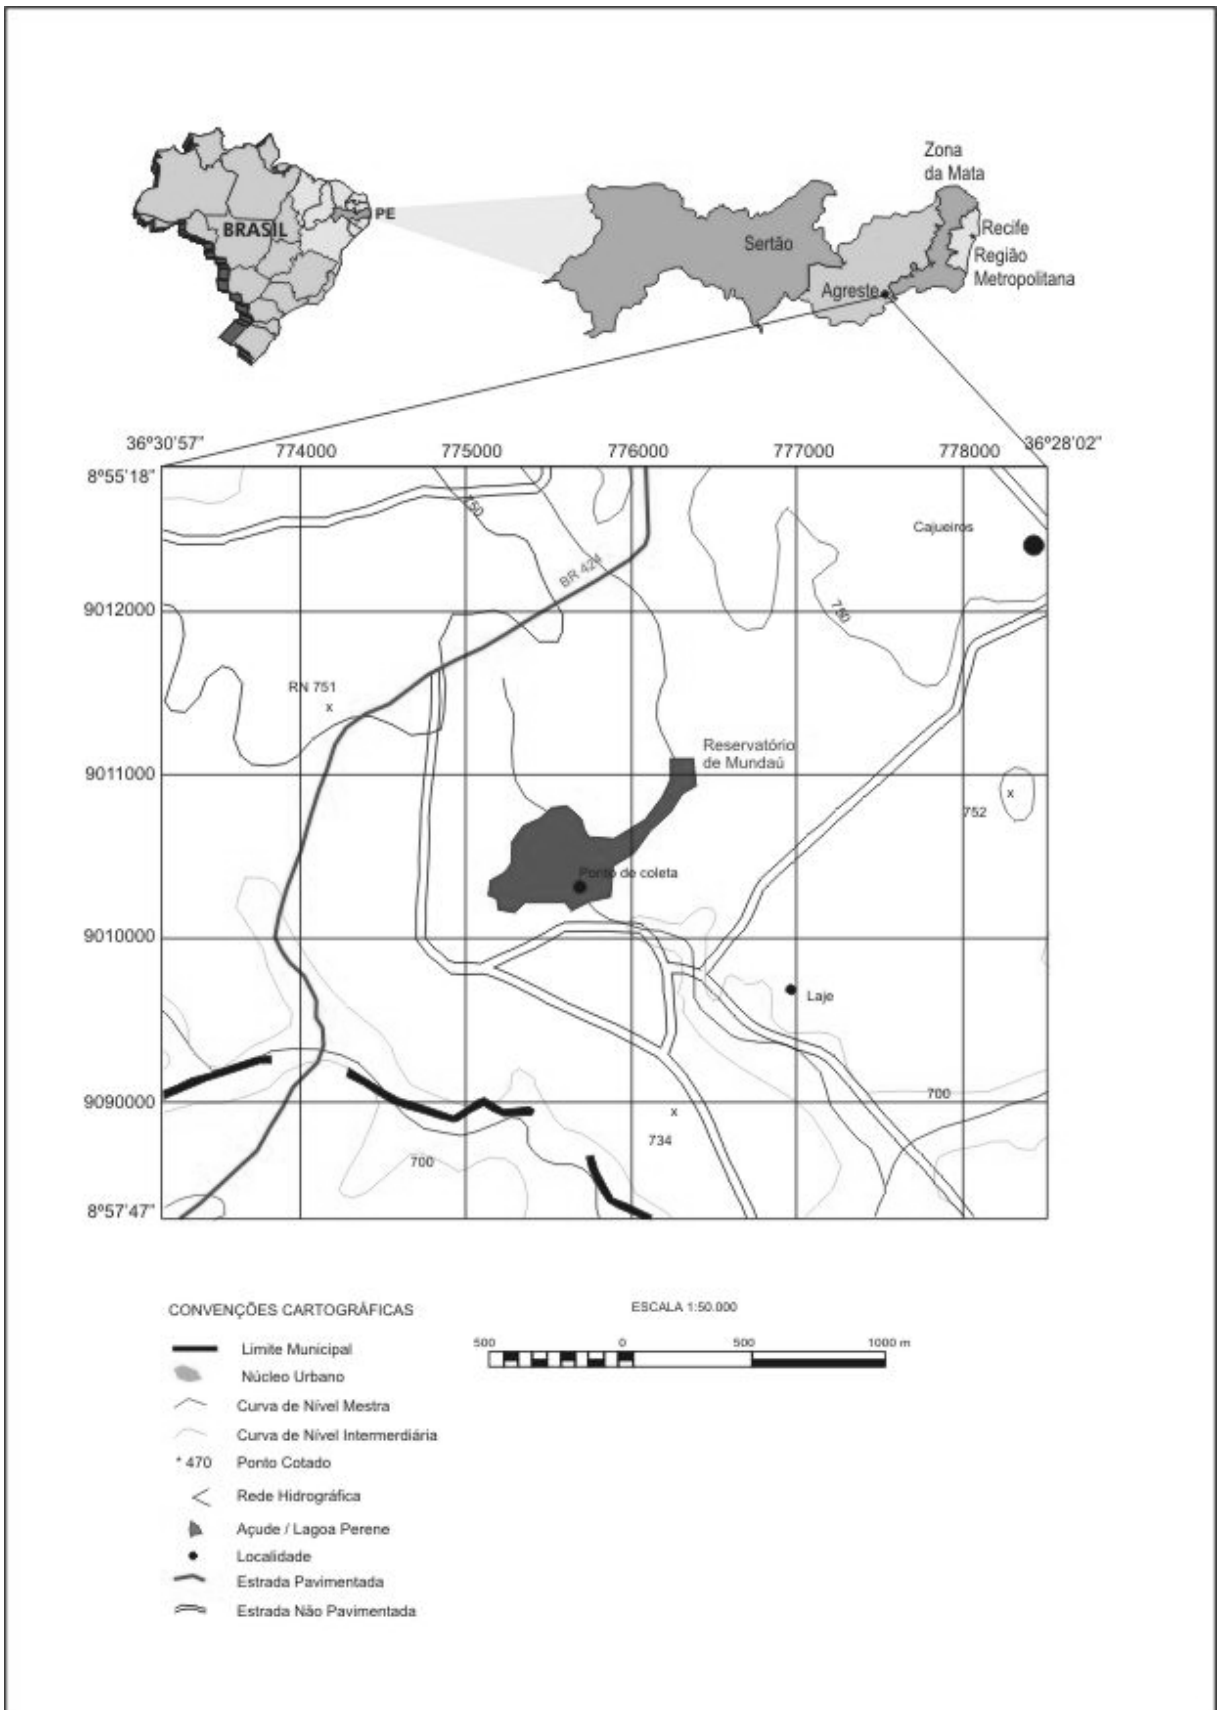 Zona
da Mata
PE
BRASIL
Recife
Sertão
Região
Metropolitana
Agreste
36º30'57"
774000
775000
776000
777000
778000
36º28'02"
8º55'18"
750
Cajueiros
BR 424
9012000
750
RN 751
x
Reservatório
de Mundaú
9011000
x
752
Ponto de coleta
9010000
Laje
9090000
700
x
734
700
8º57'47"
CONVENÇÕES CARTOGRÁFICAS
ESCALA 1:50.000
500
0
500
1000 m
Límite Municipal
Núcleo Urbano
Curva de Nível Mestra
Curva de Nível Intermerdiária
* 470
Ponto Cotado
Rede Hidrográfica
Açude / Lagoa Perene
Localidade
Estrada Pavimentada
Estrada Não Pavimentada